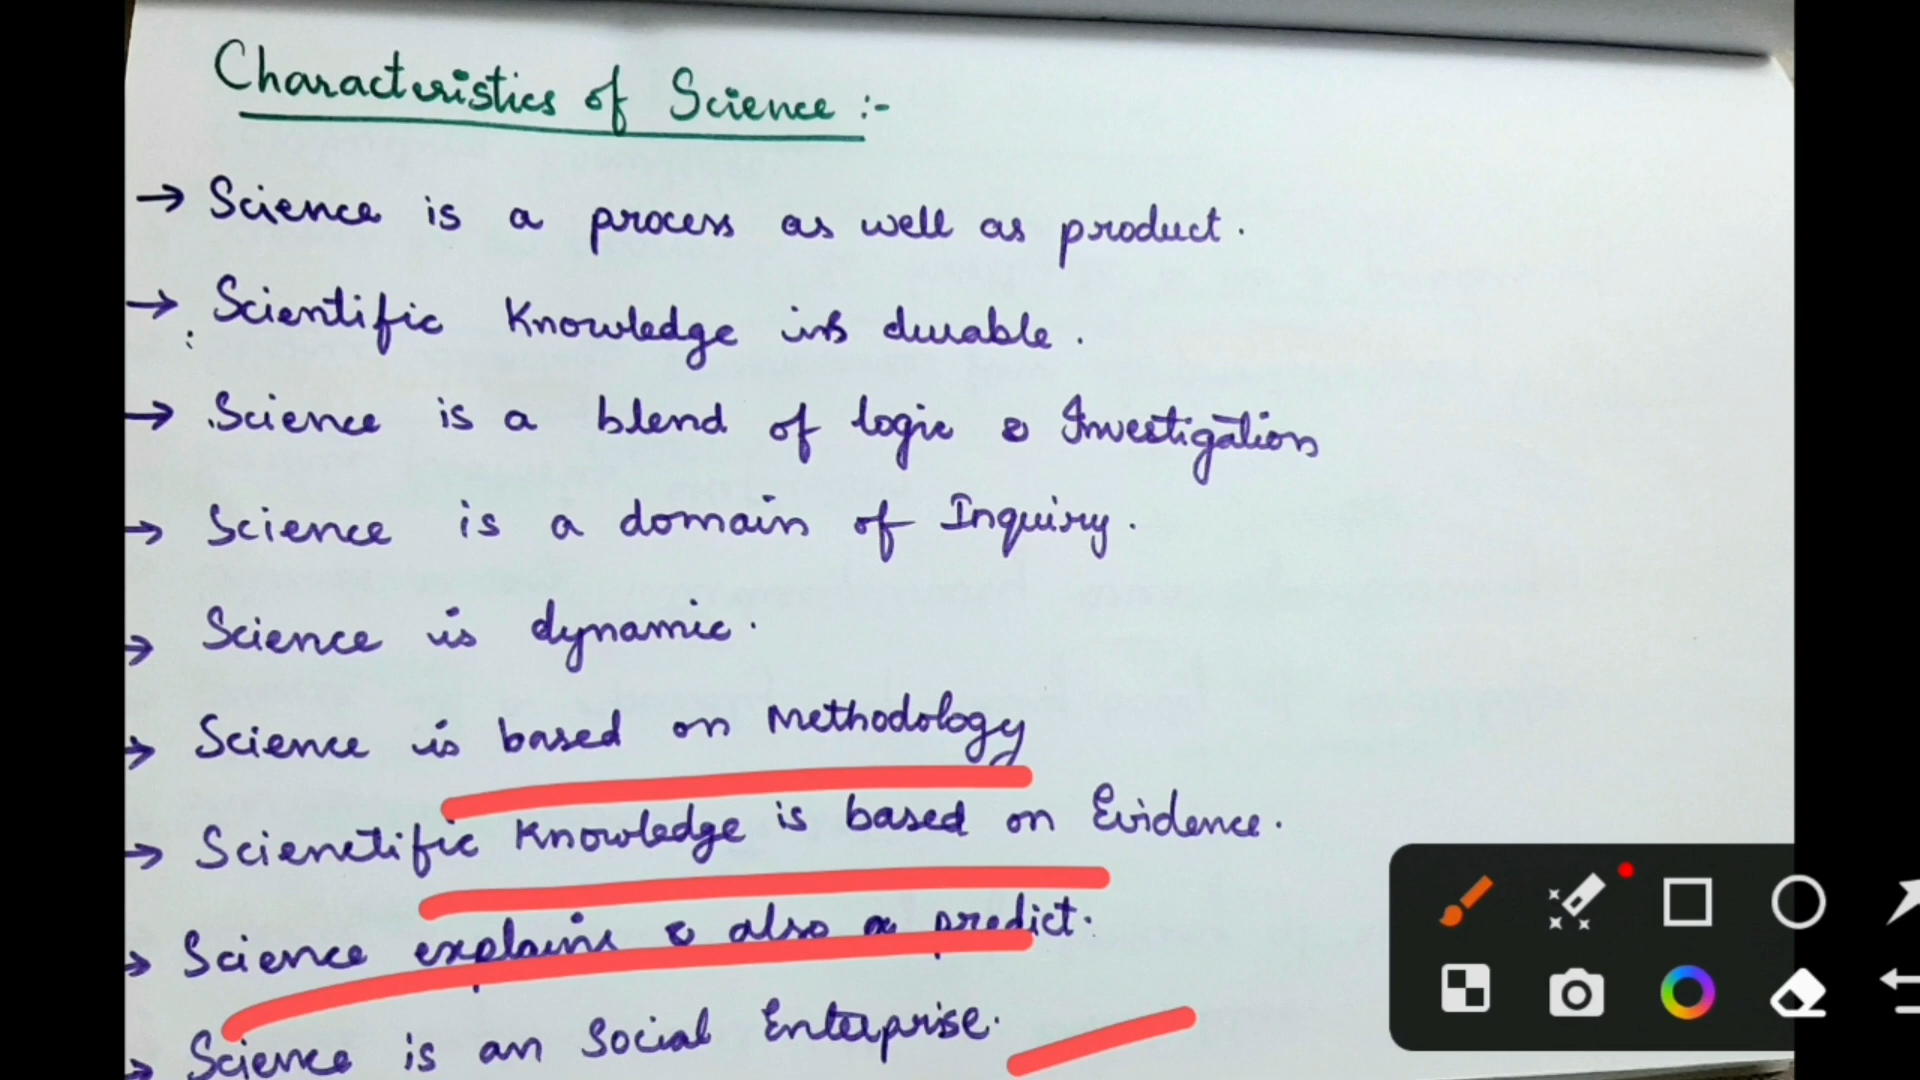 Characteristics of Science :-
→ Science is a process as well as product.
→ Scientific Knowledge is durable.
→ Science is a blend of logic & Investigation
→ Science is a domain of Inquiry.
→ Science is dynamic.
→ Science is based on Methodology
→ Scienctific Knowledge is based on Evidence.
→ Science explains & also predict.
→ Science is an Social Enterprise.